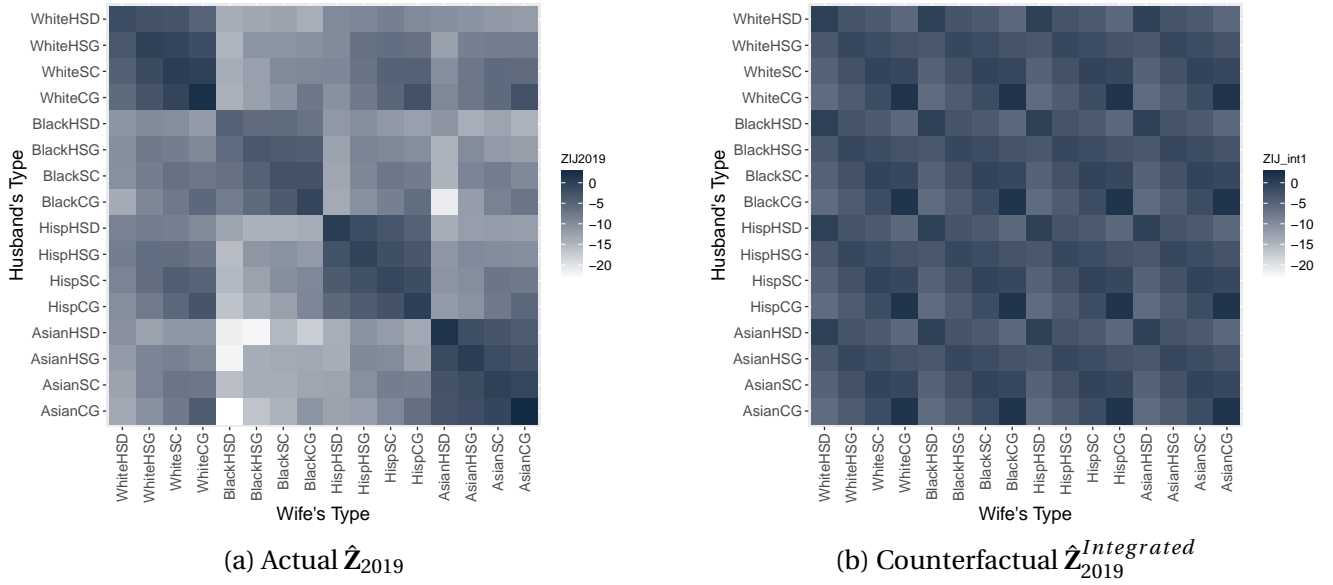 WhiteHSD
WhiteHSG
WhiteSC
WhiteCG
BlackHSD
BlackHSG
BlackSC
BlackCG
HispHSD
HispHSG
HispSC
HispCG
AsianHSD
AsianHSG
AsianSC
AsianCG
Husband's Type
WhiteHSD
WhiteHSG
WhiteSC
WhiteCG
BlackHSD
BlackHSG
BlackSC
BlackCG
HispHSD
HispHSG
HispSC
HispCG
AsianHSD
AsianHSG
AsianSC
AsianCG
Wife's Type
ZIJ2019
0
−5
−10
−15
−20
(a) Actual Ẑ₂₀₁₉
WhiteHSD
WhiteHSG
WhiteSC
WhiteCG
BlackHSD
BlackHSG
BlackSC
BlackCG
HispHSD
HispHSG
HispSC
HispCG
AsianHSD
AsianHSG
AsianSC
AsianCG
Husband's Type
WhiteHSD
WhiteHSG
WhiteSC
WhiteCG
BlackHSD
BlackHSG
BlackSC
BlackCG
HispHSD
HispHSG
HispSC
HispCG
AsianHSD
AsianHSG
AsianSC
AsianCG
Wife's Type
ZIJ_int1
0
−5
−10
−15
−20
(b) Counterfactual Ẑ₂₀₁₉^Integrated